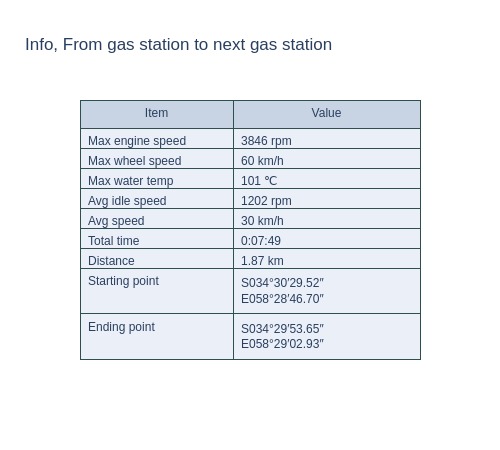 Info, From gas station to next gas station
Item Value
Max engine speed 3846 rpm
Max wheel speed 60 km/h
Max water temp 101 ℃
Avg idle speed 1202 rpm
Avg speed 30 km/h
Total time 0:07:49
Distance 1.87 km
Starting point S034°30′29.52″
E058°28′46.70″
Ending point S034°29′53.65″
E058°29′02.93″